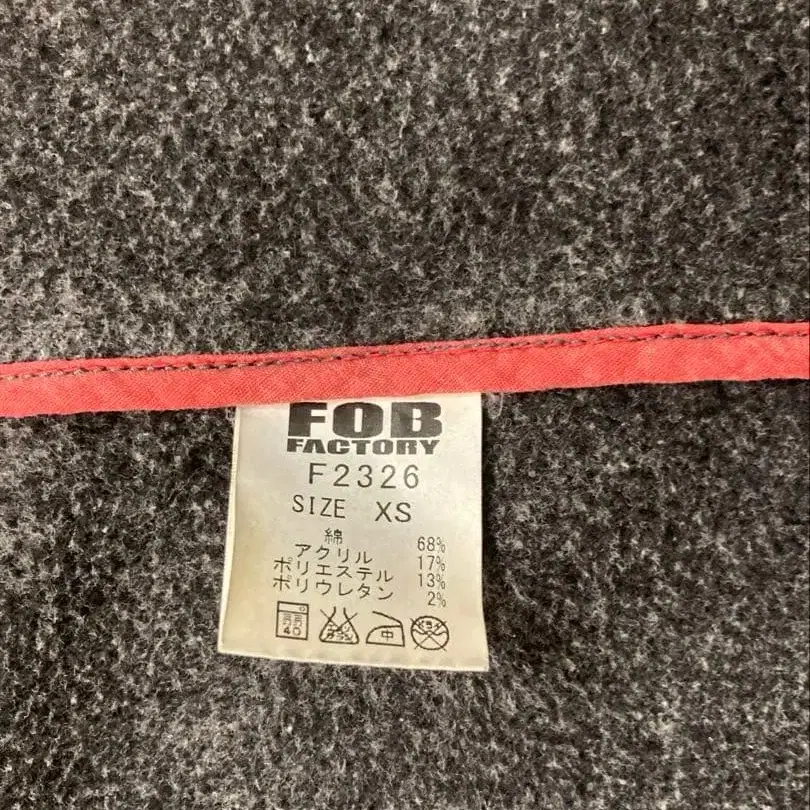 FOB
FACTORY
F2326
SIZE XS
綿 68%
アクリル 17%
ポリエステル 13%
ポリウレタン 2%
40
中